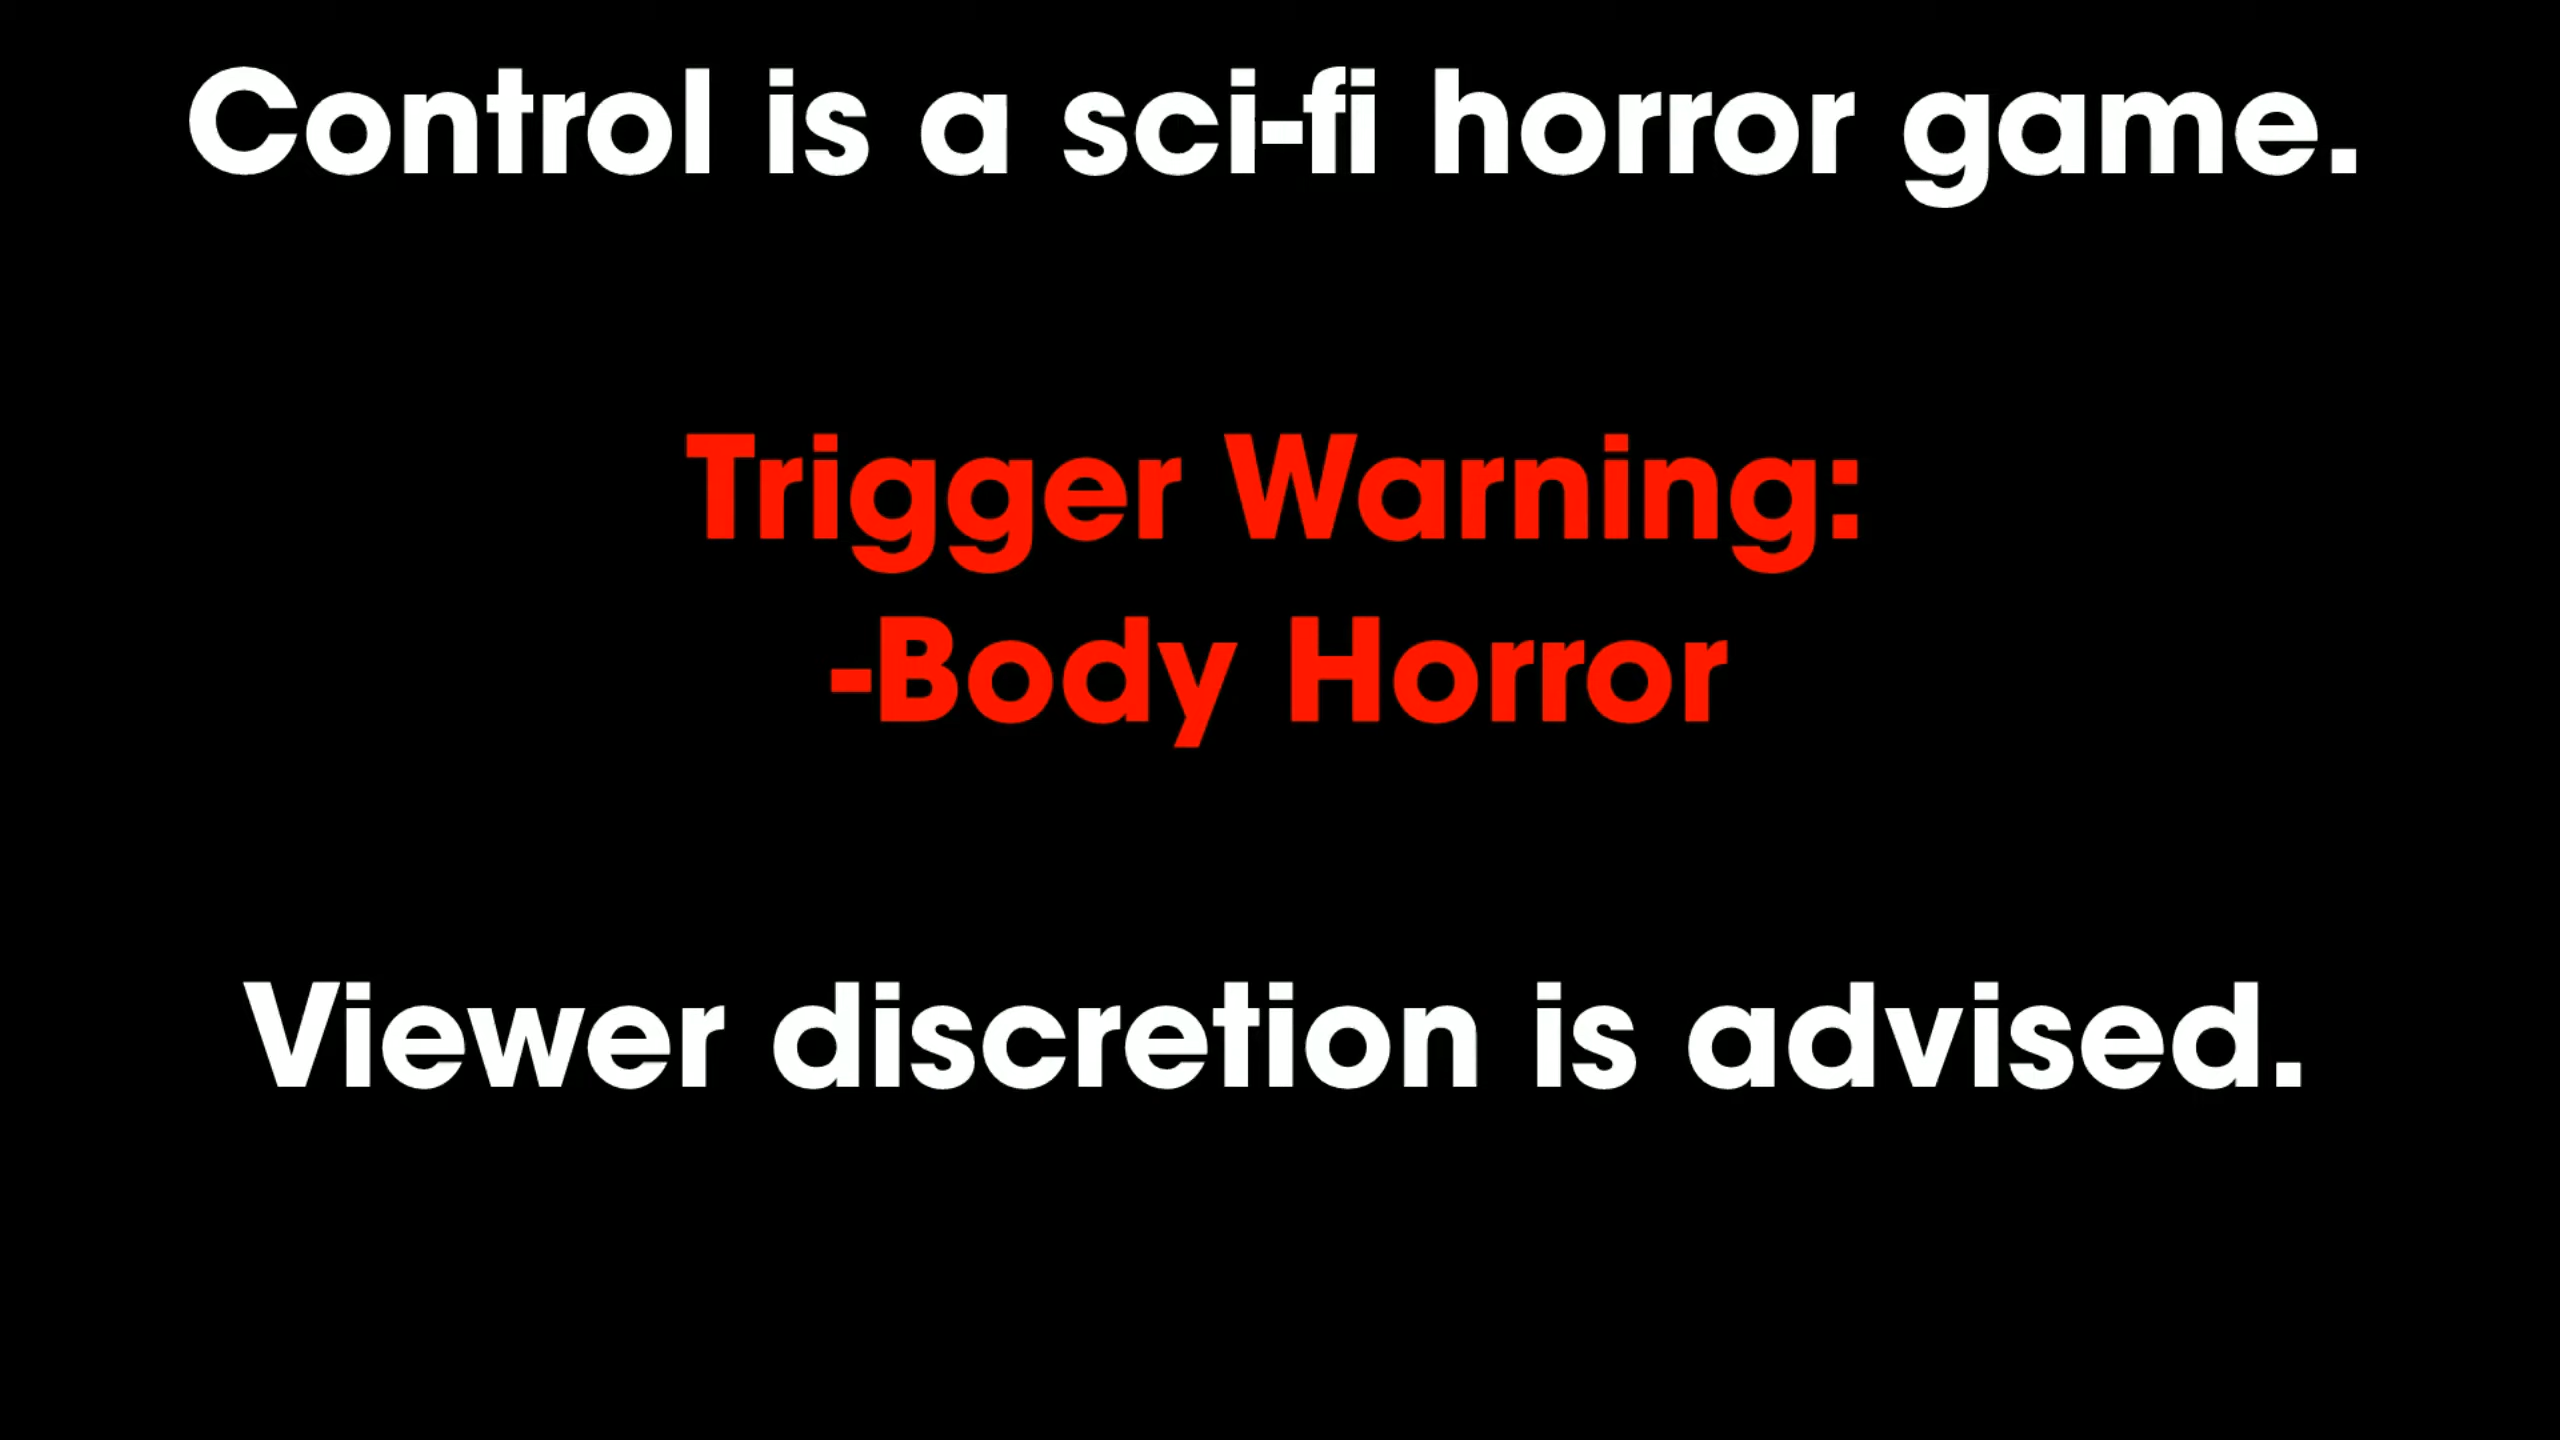 Control is a sci-fi horror game.
Trigger Warning:
-Body Horror
Viewer discretion is advised.